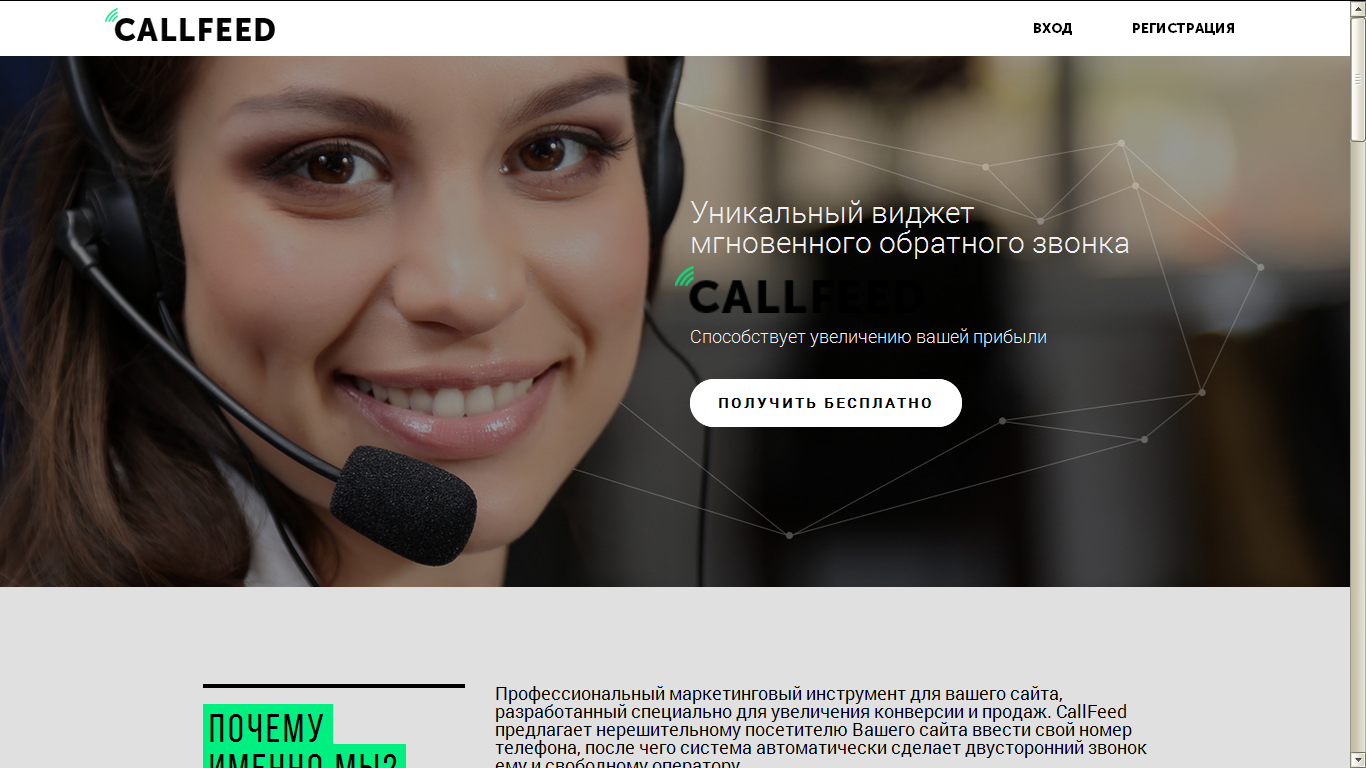 CALLFEED
ВХОД
РЕГИСТРАЦИЯ
Уникальный виджет
мгновенного обратного звонка
CALLFEED
Способствует увеличению вашей прибыли
ПОЛУЧИТЬ БЕСПЛАТНО
ПОЧЕМУ
ИМЕННО МЫ?
Профессиональный маркетинговый инструмент для вашего сайта,
разработанный специально для увеличения конверсии и продаж. CallFeed
предлагает нерешительному посетителю Вашего сайта ввести свой номер
телефона, после чего система автоматически сделает двусторонний звонок
ему и свободному оператору